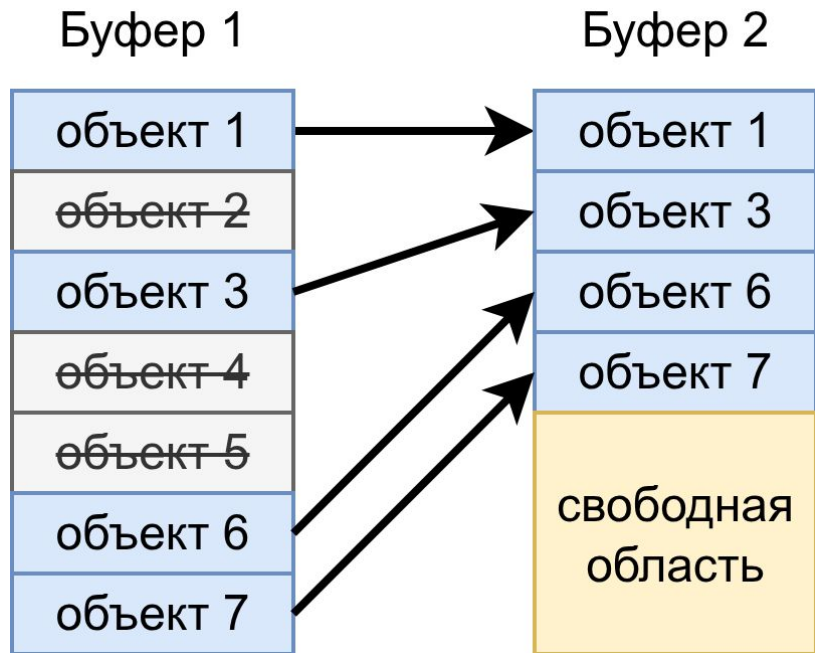 Буфер 1
Буфер 2
объект 1
объект 2
объект 3
объект 4
объект 5
объект 6
объект 7
объект 1
объект 3
объект 6
объект 7
свободная
область